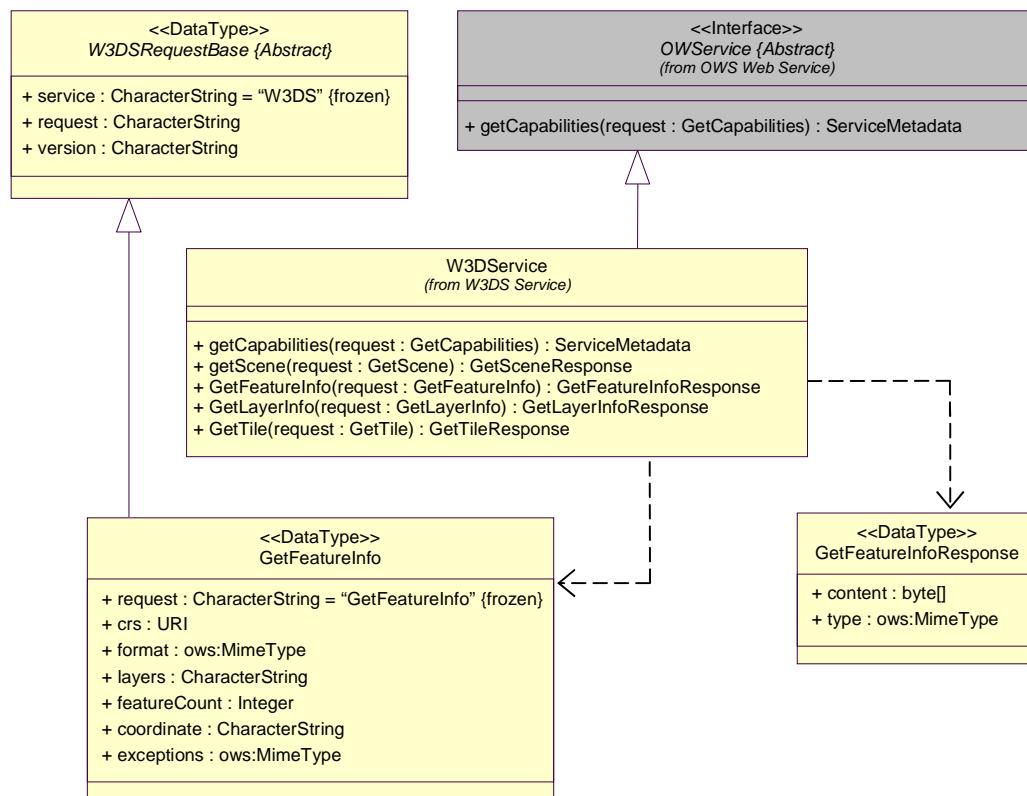 <<DataType>>
W3DSRequestBase {Abstract}
+ service : CharacterString = “W3DS” {frozen}
+ request : CharacterString
+ version : CharacterString
<<Interface>>
OWService {Abstract}
(from OWS Web Service)
+ getCapabilities(request : GetCapabilities) : ServiceMetadata
W3DService
(from W3DS Service)
+ getCapabilities(request : GetCapabilities) : ServiceMetadata
+ getScene(request : GetScene) : GetSceneResponse
+ GetFeatureInfo(request : GetFeatureInfo) : GetFeatureInfoResponse
+ GetLayerInfo(request : GetLayerInfo) : GetLayerInfoResponse
+ GetTile(request : GetTile) : GetTileResponse
<<DataType>>
GetFeatureInfo
+ request : CharacterString = “GetFeatureInfo” {frozen}
+ crs : URI
+ format : ows:MimeType
+ layers : CharacterString
+ featureCount : Integer
+ coordinate : CharacterString
+ exceptions : ows:MimeType
<<DataType>>
GetFeatureInfoResponse
+ content : byte[]
+ type : ows:MimeType